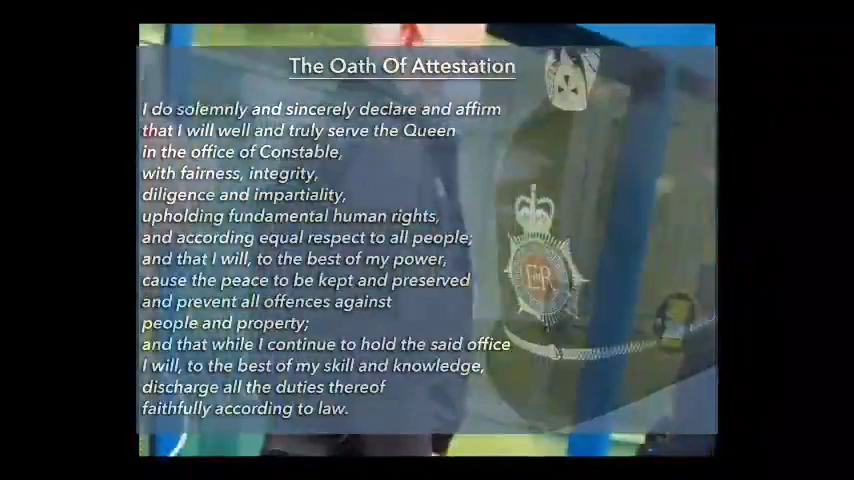 The Oath Of Attestation
I do solemnly and sincerely declare and affirm
that I will well and truly serve the Queen
in the office of Constable,
with fairness, integrity,
diligence and impartiality,
upholding fundamental human rights,
and according equal respect to all people;
and that I will, to the best of my power,
cause the peace to be kept and preserved
and prevent all offences against
people and property;
and that while I continue to hold the said office
I will, to the best of my skill and knowledge,
discharge all the duties thereof
faithfully according to law.
EIIR